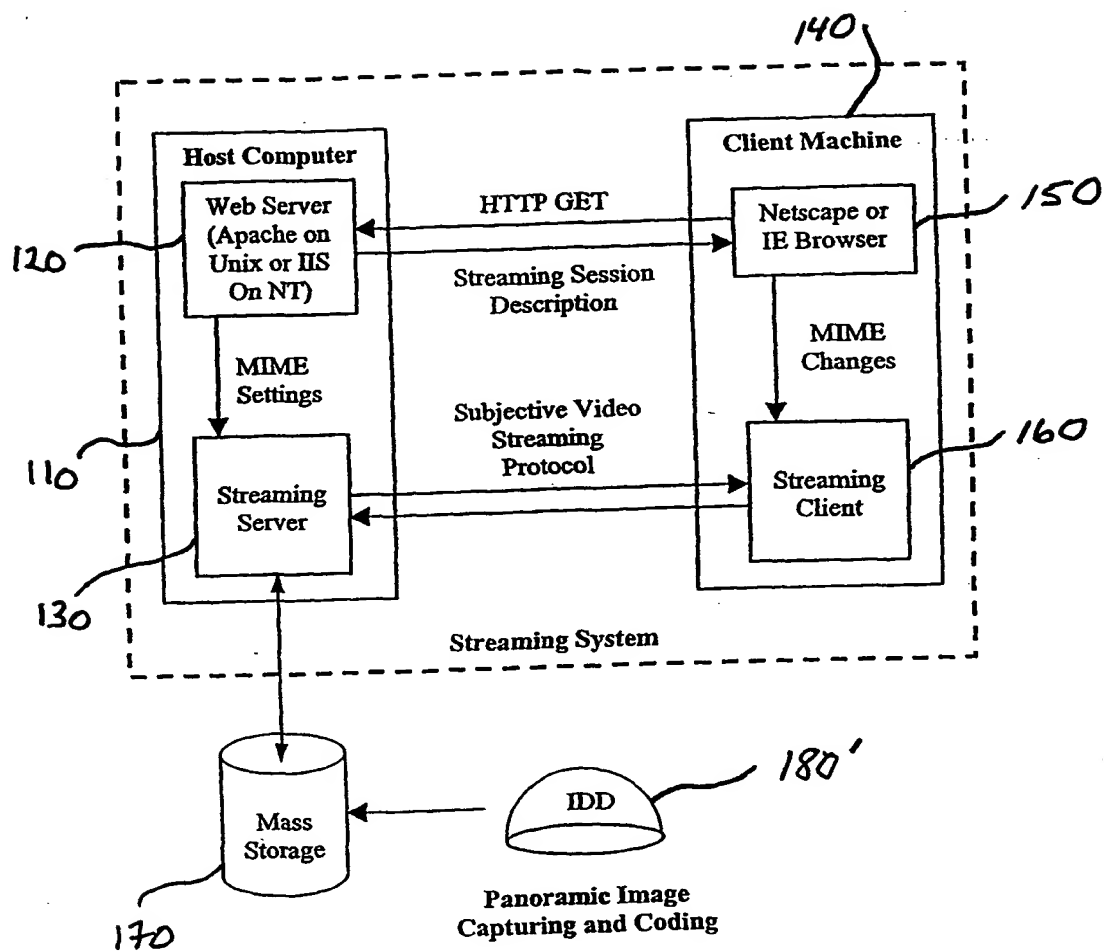 140
Host Computer
Client Machine
Web Server
(Apache on
Unix or IIS
On NT)
HTTP GET
Netscape or
IE Browser
150
120
Streaming Session
Description
MIME
Settings
MIME
Changes
Subjective Video
Streaming
Protocol
160
110
Streaming
Server
Streaming
Client
130
Streaming System
180'
IDD
Mass
Storage
Panoramic Image
Capturing and Coding
170